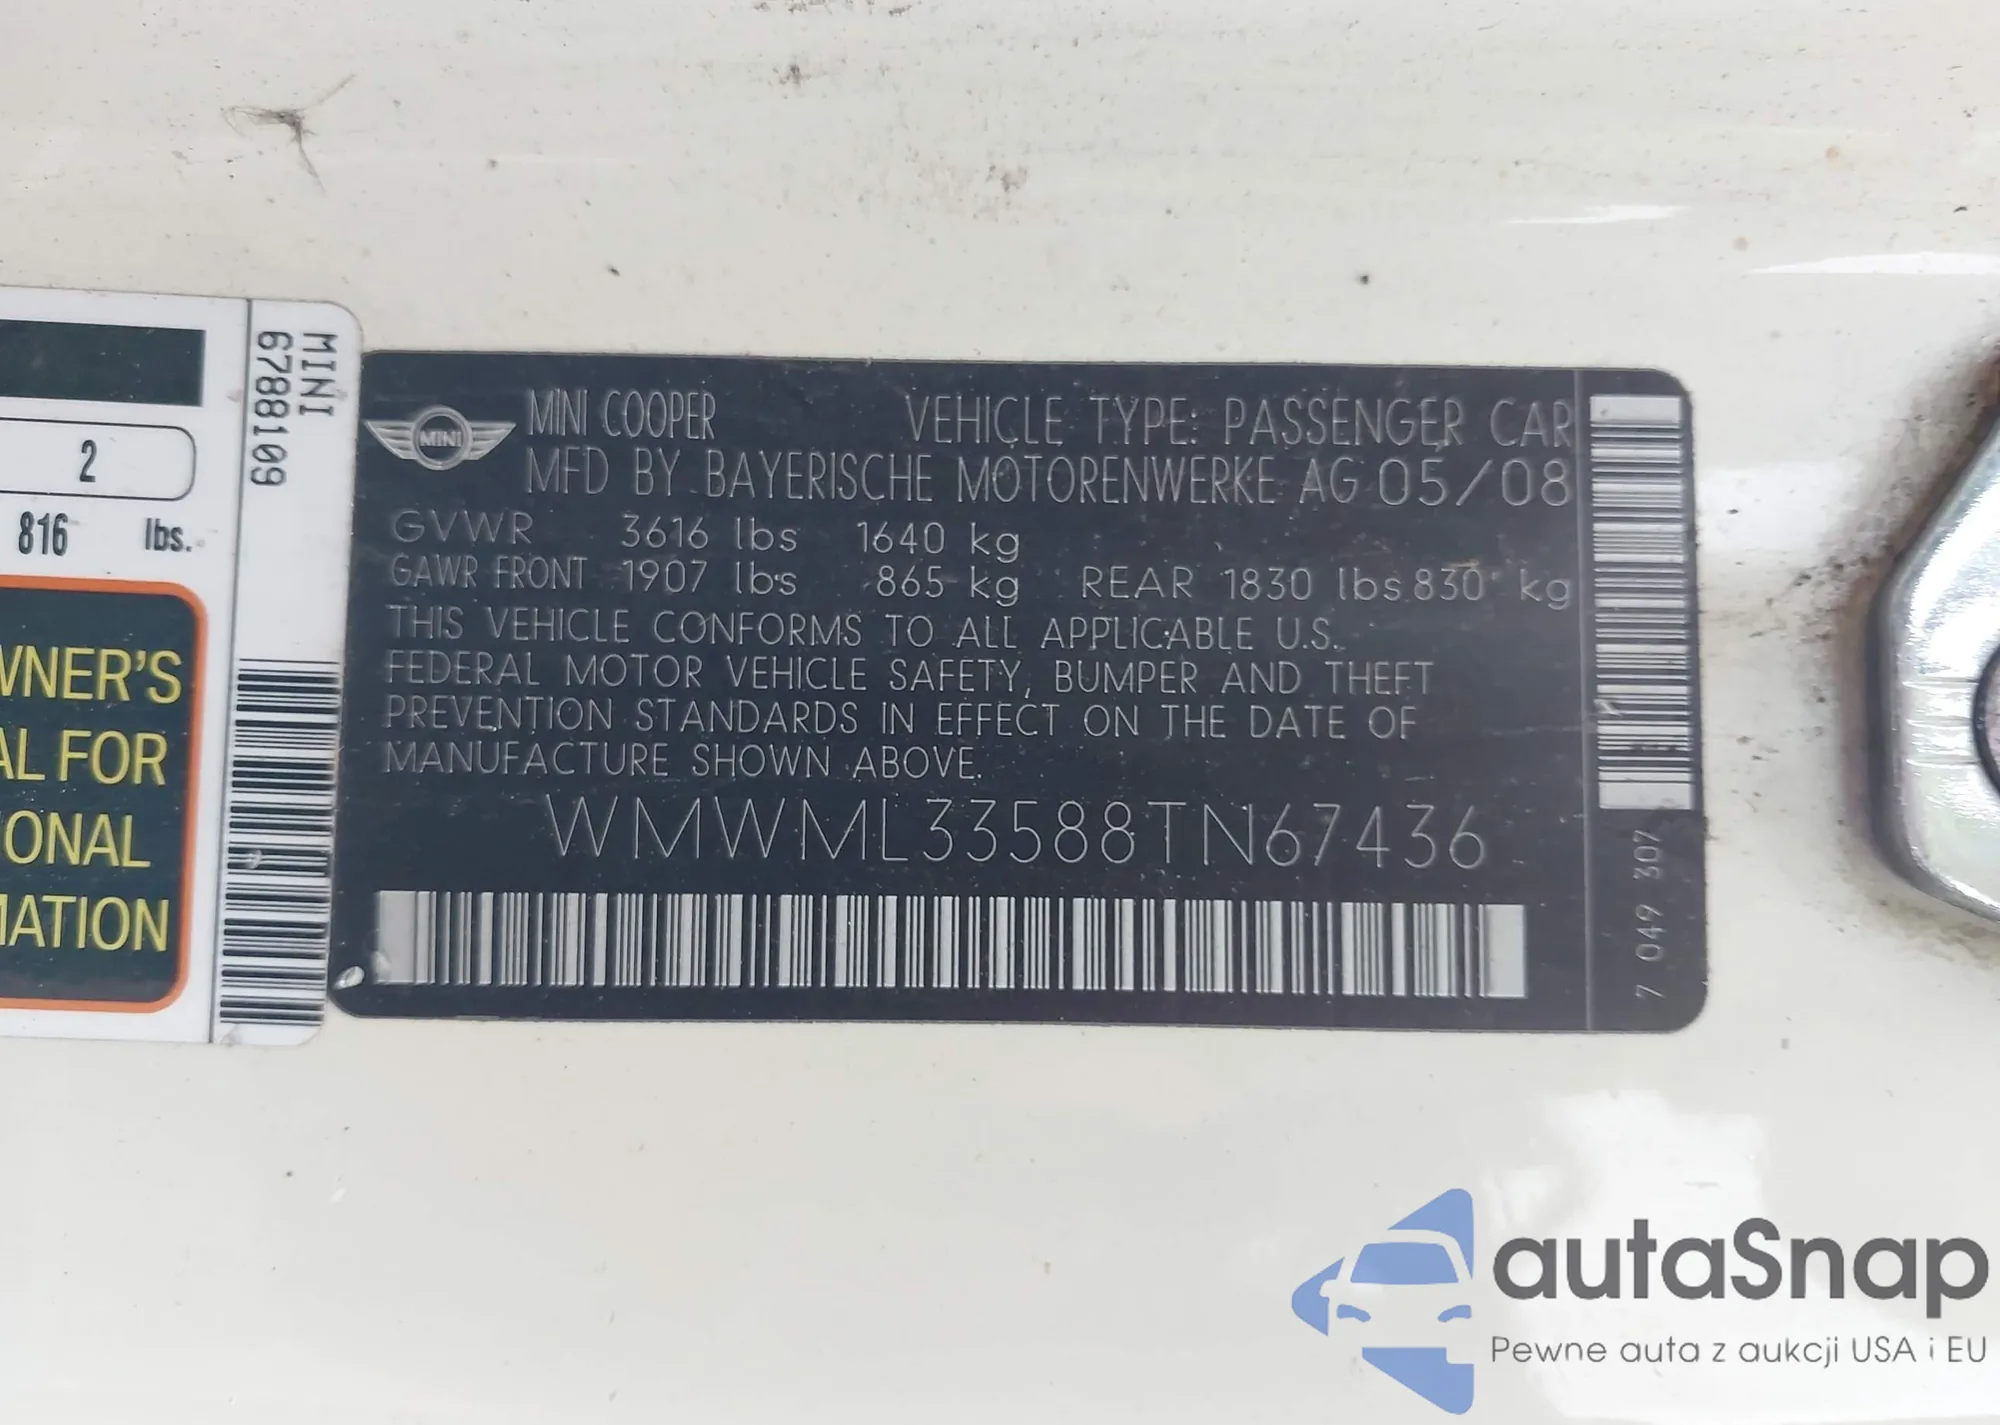 MINI
67881109
2
816 lbs.
WNER'S
AL FOR
ONAL
MATION
MINI
MINI COOPER VEHICLE TYPE: PASSENGER CAR
MFD BY BAYERISCHE MOTORENWERKE AG 05/08
GVWR 3616 lbs 1640 kg
GAWR FRONT 1907 lbs 865 kg REAR 1830 lbs 830 kg
THIS VEHICLE CONFORMS TO ALL APPLICABLE U.S.
FEDERAL MOTOR VEHICLE SAFETY, BUMPER AND THEFT
PREVENTION STANDARDS IN EFFECT ON THE DATE OF
MANUFACTURE SHOWN ABOVE.
WMWML33588TN67436
7 049 307
autaSnap
Pewne auta z aukcji USA i EU